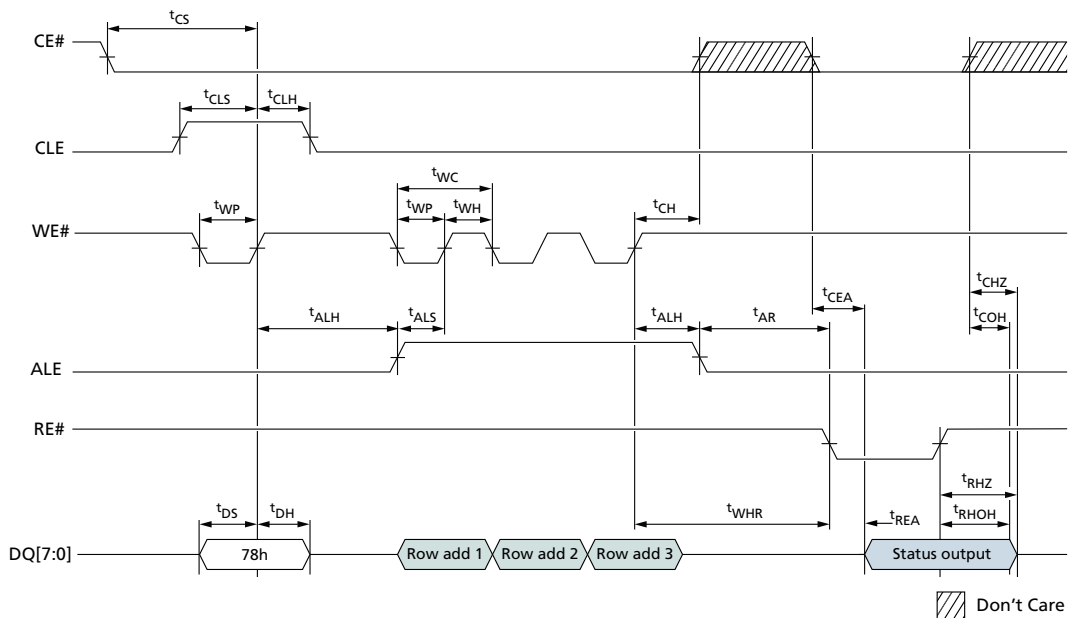 tCS
CE#
tCLS tCLH
CLE
tWC
tWP tWP tWH tCH
WE#
tCEA tCHZ
tALH tALS tALH tAR tCOH
ALE
RE#
tRHZ
tDS tDH tWHR tREA tRHOH
DQ[7:0] 78h Row add 1 Row add 2 Row add 3 Status output
Don't Care